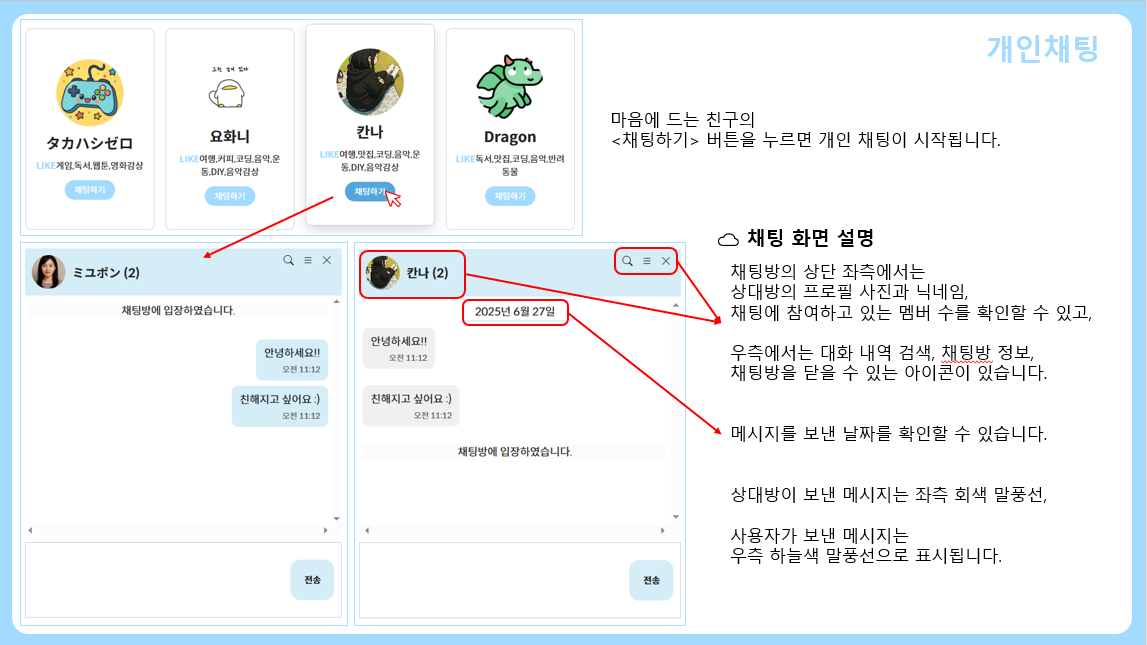 개인채팅
그런 날이 있다
タカハシゼロ
LIKE게임,독서,웹툰,영화감상
채팅하기
요화니
LIKE여행,커피,코딩,음악,운
동,DIY,음악감상
채팅하기
칸나
LIKE여행,맛집,코딩,음악,운
동,DIY,음악감상
채팅하기
Dragon
LIKE독서,맛집,코딩,음악,반려
동물
채팅하기
마음에 드는 친구의
<채팅하기> 버튼을 누르면 개인 채팅이 시작됩니다.
ミユポン (2)
채팅방에 입장하였습니다.
안녕하세요!!
오전 11:12
친해지고 싶어요 :)
오전 11:12
전송
칸나 (2)
2025년 6월 27일
안녕하세요!!
오전 11:12
친해지고 싶어요 :)
오전 11:12
채팅방에 입장하였습니다.
전송
채팅 화면 설명
채팅방의 상단 좌측에서는
상대방의 프로필 사진과 닉네임,
채팅에 참여하고 있는 멤버 수를 확인할 수 있고,
우측에서는 대화 내역 검색, 채팅방 정보,
채팅방을 닫을 수 있는 아이콘이 있습니다.
메시지를 보낸 날짜를 확인할 수 있습니다.
상대방이 보낸 메시지는 좌측 회색 말풍선,
사용자가 보낸 메시지는
우측 하늘색 말풍선으로 표시됩니다.